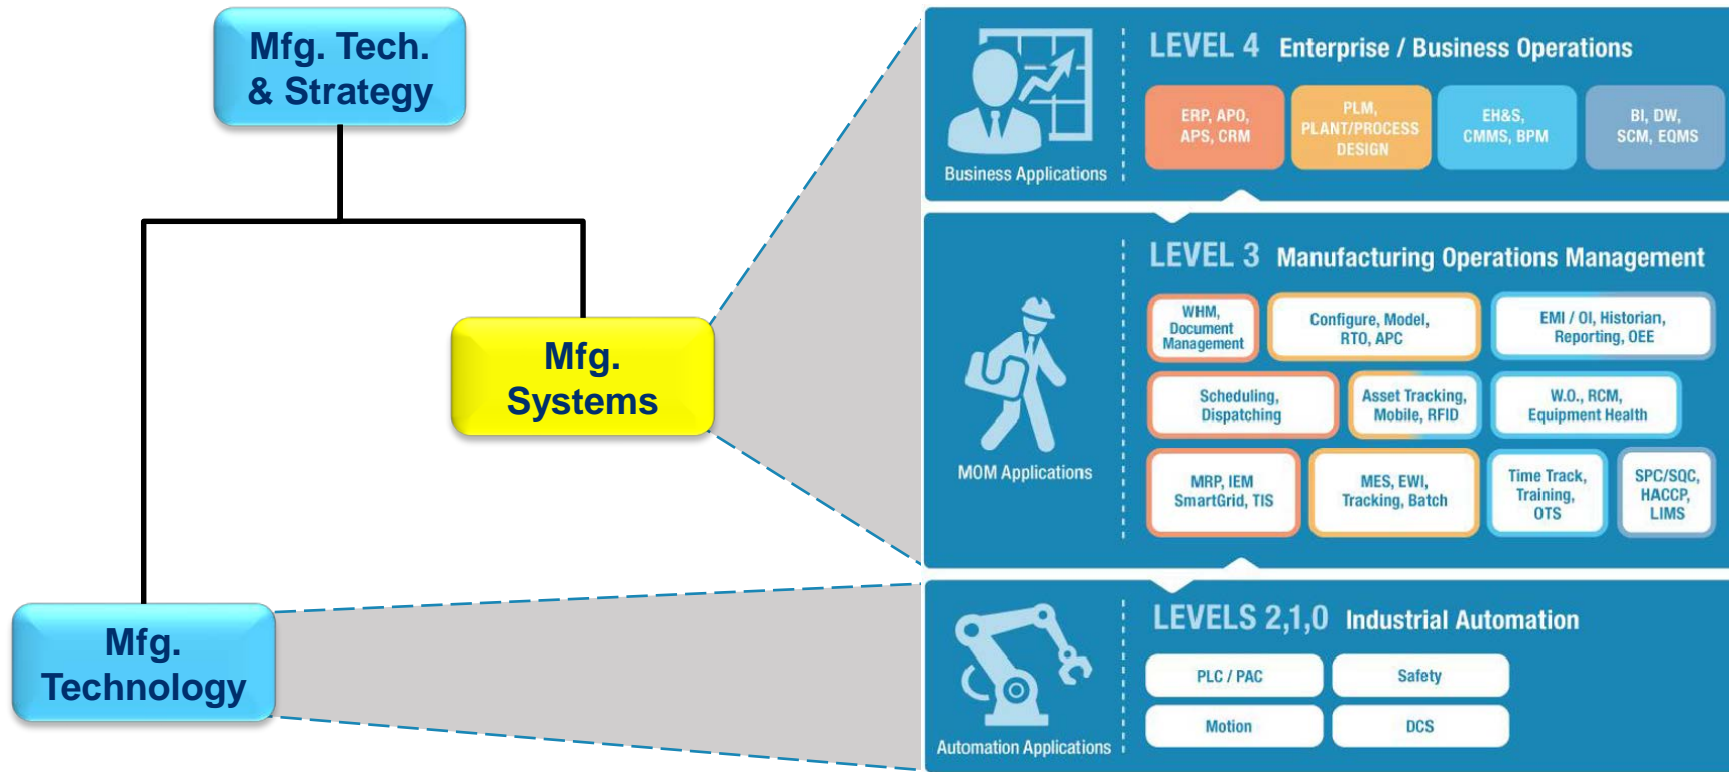 Mfg. Tech.
& Strategy
Mfg.
Systems
Mfg.
Technology
LEVEL 4 Enterprise / Business Operations
ERP, APO,
APS, CRM
PLM,
PLANT/PROCESS
DESIGN
EH&S,
CMMS, BPM
BI, DW,
SCM, EQMS
Business Applications
LEVEL 3 Manufacturing Operations Management
WHM,
Document
Management
Configure, Model,
RTO, APC
EMI / OI, Historian,
Reporting, OEE
Scheduling,
Dispatching
Asset Tracking,
Mobile, RFID
W.O., RCM,
Equipment Health
MRP, IEM
SmartGrid, TIS
MES, EWI,
Tracking, Batch
Time Track,
Training,
OTS
SPC/SQC,
HACCP,
LIMS
MOM Applications
LEVELS 2,1,0 Industrial Automation
PLC / PAC
Safety
Motion
DCS
Automation Applications